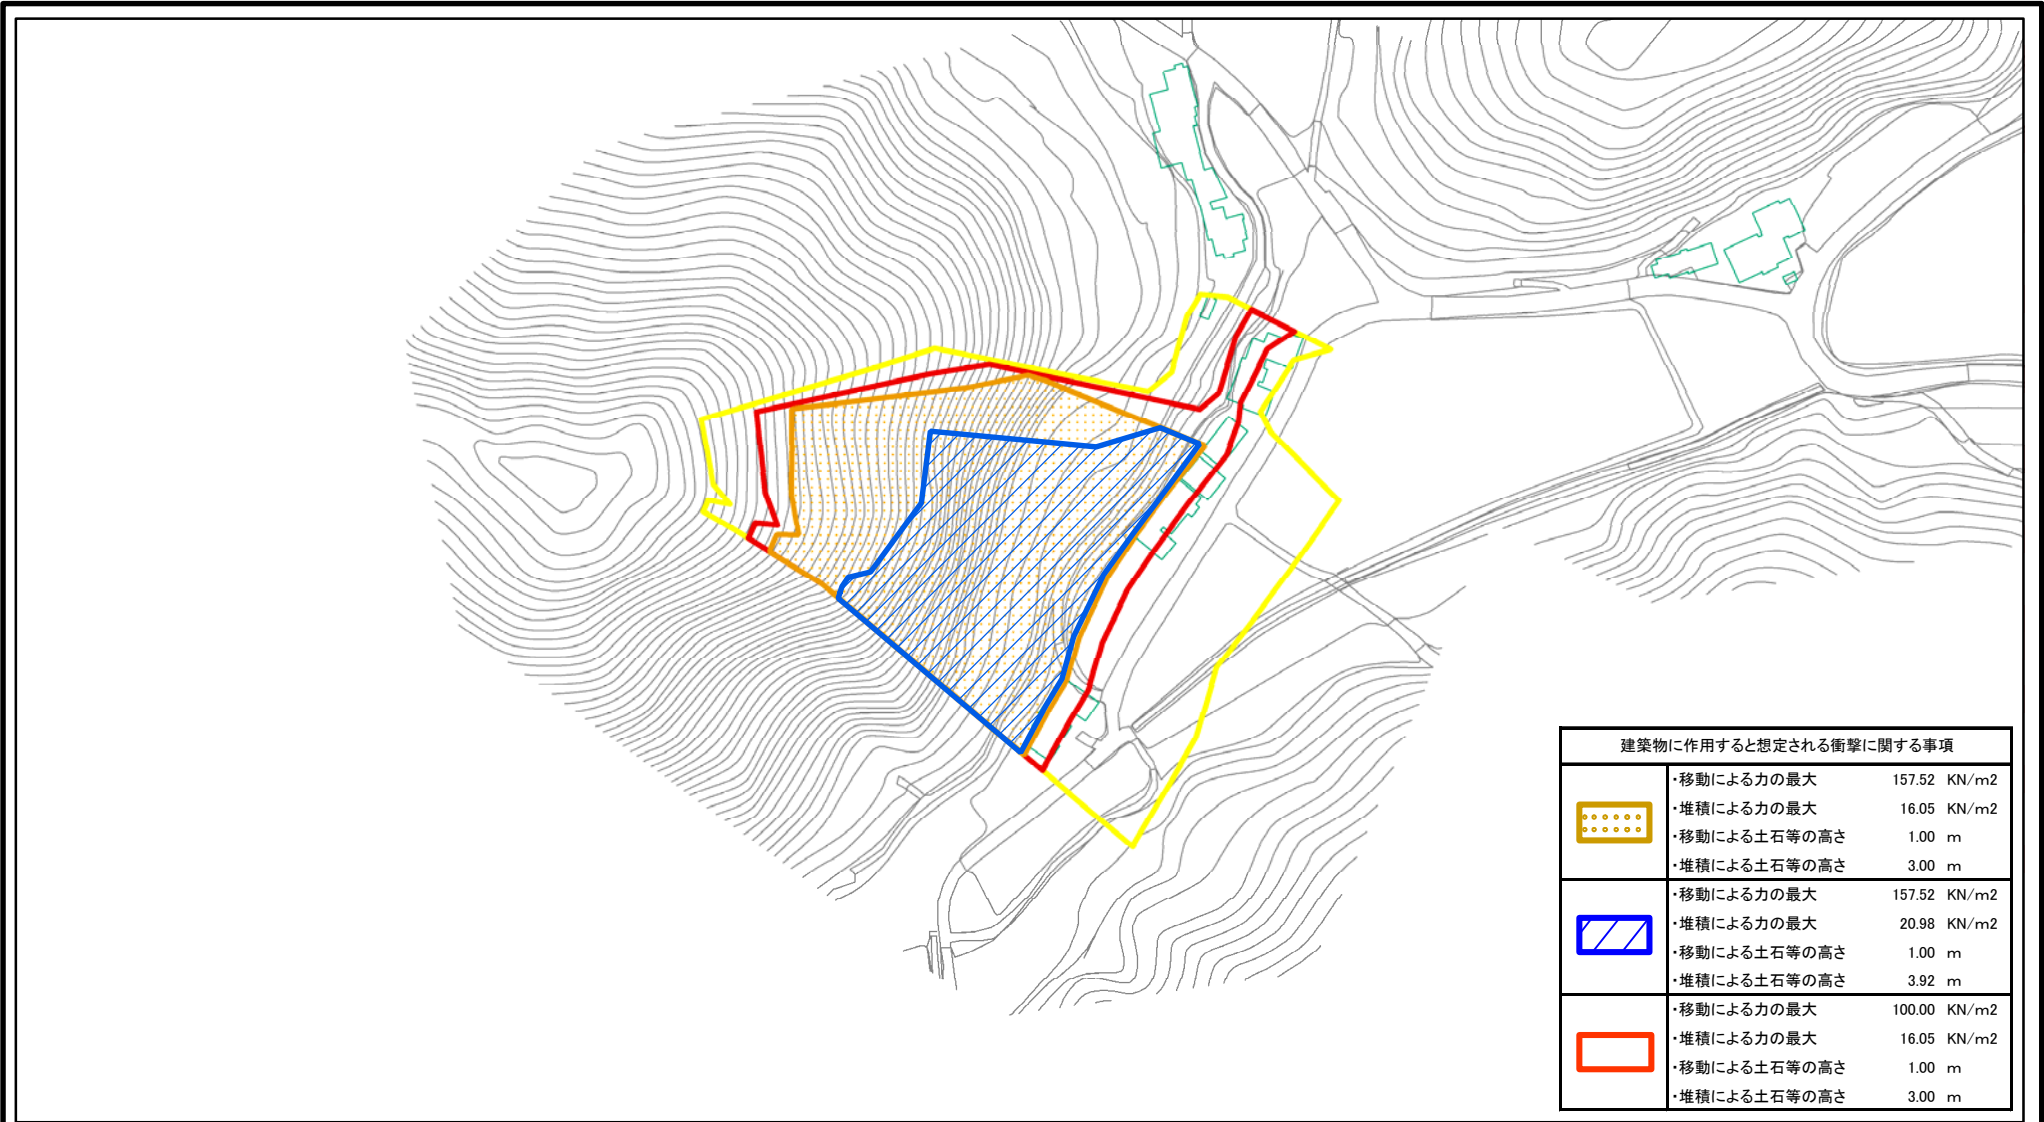 建築物に作用すると想定される衝撃に関する事項
・移動による力の最大 157.52 KN/m2
・堆積による力の最大 16.05 KN/m2
・移動による土石等の高さ 1.00 m
・堆積による土石等の高さ 3.00 m
・移動による力の最大 157.52 KN/m2
・堆積による力の最大 20.98 KN/m2
・移動による土石等の高さ 1.00 m
・堆積による土石等の高さ 3.92 m
・移動による力の最大 100.00 KN/m2
・堆積による力の最大 16.05 KN/m2
・移動による土石等の高さ 1.00 m
・堆積による土石等の高さ 3.00 m